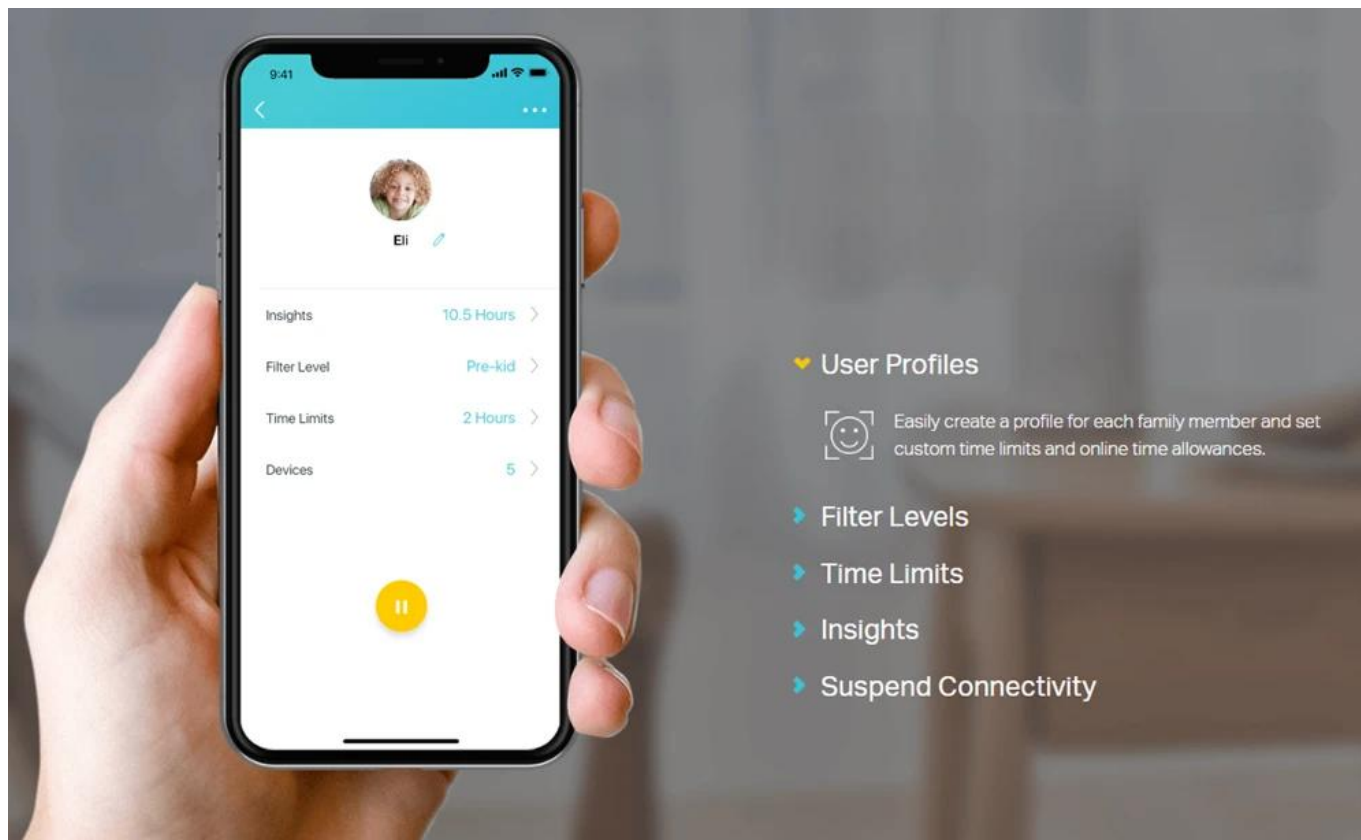 9:41
Eli
Insights 10.5 Hours
Filter Level Pre-kid
Time Limits 2 Hours
Devices 5
User Profiles
Easily create a profile for each family member and set
custom time limits and online time allowances.
Filter Levels
Time Limits
Insights
Suspend Connectivity